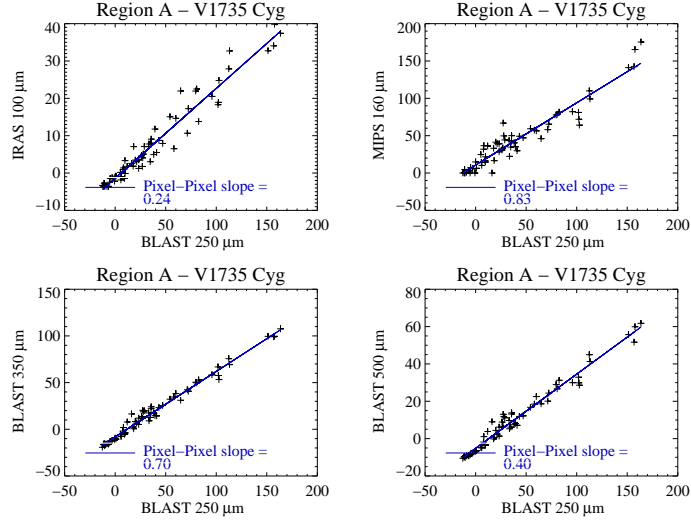 Region A − V1735 Cyg
40
30
20
10
0
−10
−50 0 50 100 150 200
IRAS 100 µm
BLAST 250 µm
Pixel−Pixel slope =
0.24
Region A − V1735 Cyg
200
150
100
50
0
−50
−50 0 50 100 150 200
MIPS 160 µm
BLAST 250 µm
Pixel−Pixel slope =
0.83
Region A − V1735 Cyg
150
100
50
0
−50
−50 0 50 100 150 200
BLAST 350 µm
BLAST 250 µm
Pixel−Pixel slope =
0.70
Region A − V1735 Cyg
80
60
40
20
0
−20
−50 0 50 100 150 200
BLAST 500 µm
BLAST 250 µm
Pixel−Pixel slope =
0.40